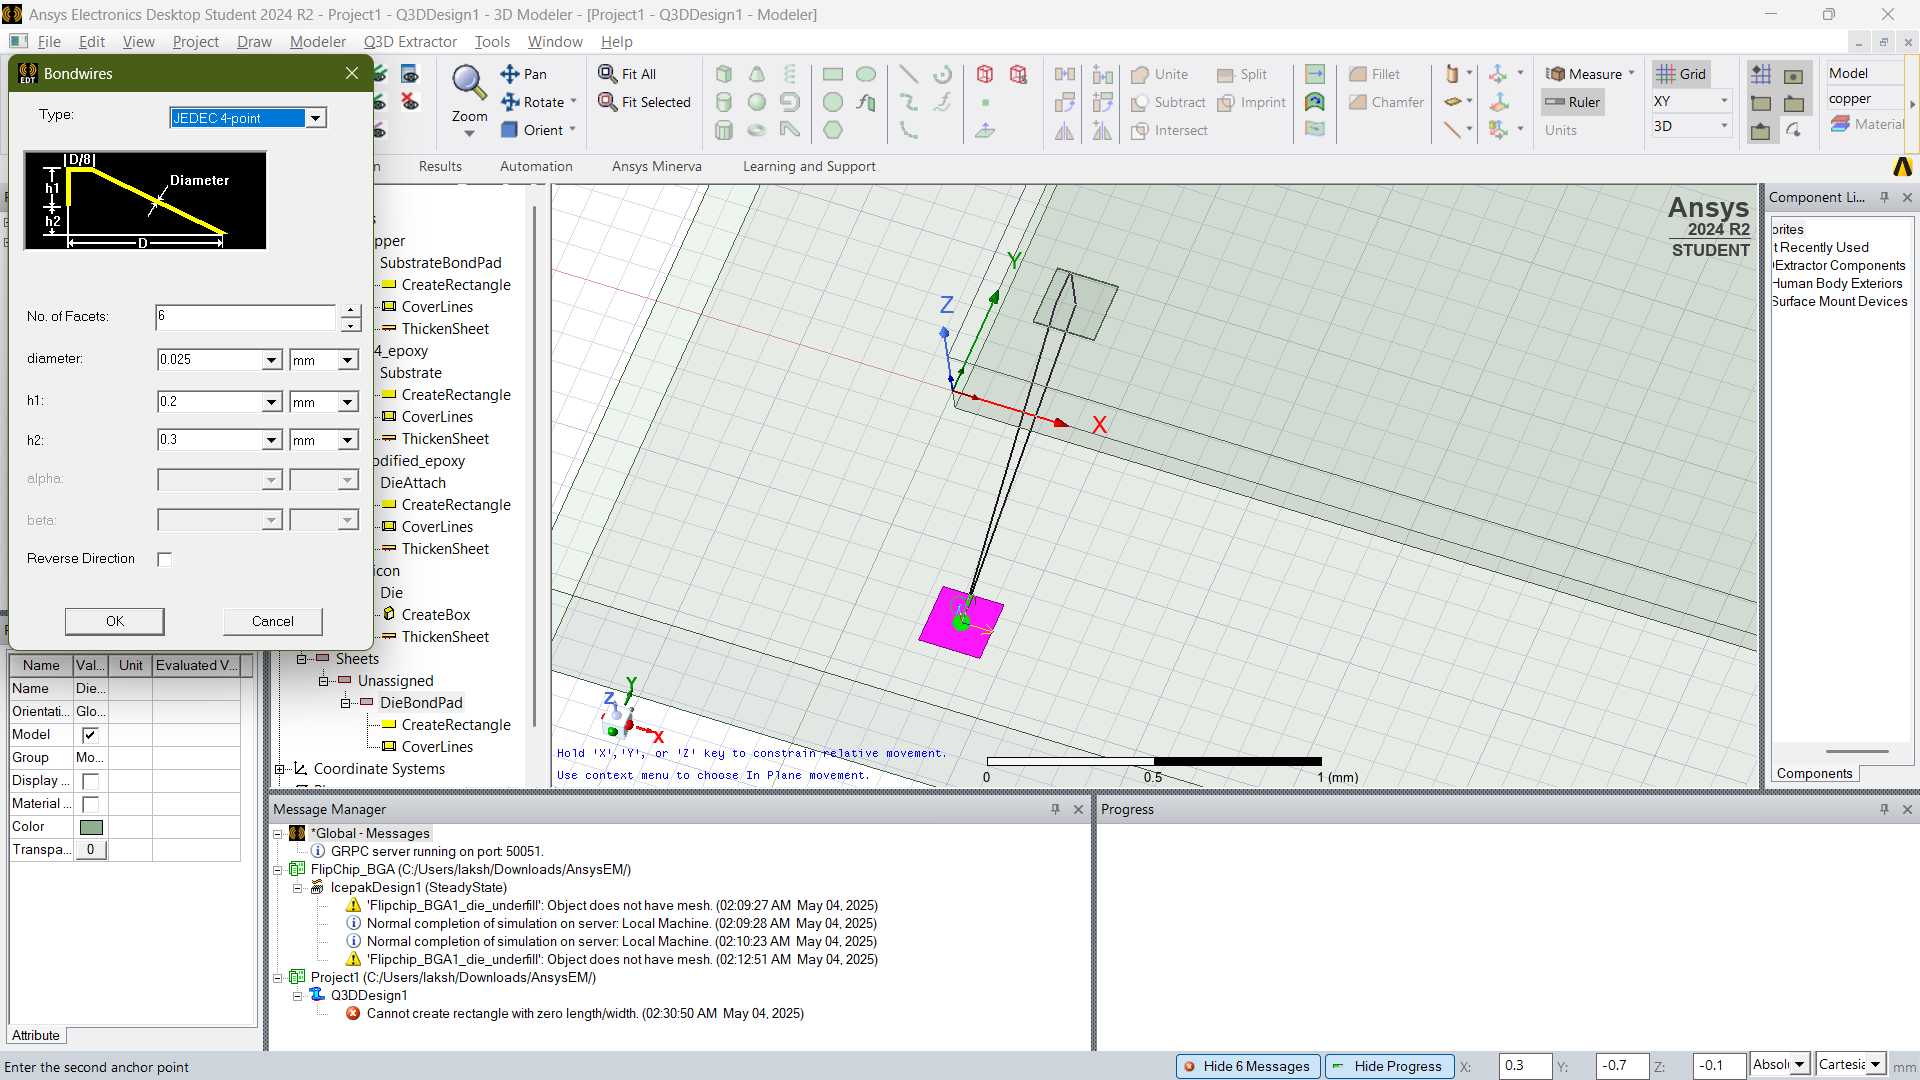 Ansys Electronics Desktop Student 2024 R2 - Project1 - Q3DDesign1 - 3D Modeler - [Project1 - Q3DDesign1 - Modeler]
File Edit View Project Draw Modeler Q3D Extractor Tools Window Help
EDT Bondwires
Type: JEDEC 4-point
D/8
h1
h2
Diameter
D
No. of Facets: 6
diameter: 0.025 mm
h1: 0.2 mm
h2: 0.3 mm
alpha:
beta:
Reverse Direction
OK Cancel
Zoom
Pan
Rotate
Orient
Fit All
Fit Selected
Unite
Subtract
Intersect
Split
Imprint
Fillet
Chamfer
Measure
Ruler
Units
Grid
XY
3D
Model
copper
Material
n Results Automation Ansys Minerva Learning and Support
s
pper
SubstrateBondPad
CreateRectangle
CoverLines
ThickenSheet
4_epoxy
Substrate
CreateRectangle
CoverLines
ThickenSheet
odified_epoxy
DieAttach
CreateRectangle
CoverLines
ThickenSheet
icon
Die
CreateBox
ThickenSheet
Sheets
Unassigned
DieBondPad
CreateRectangle
CoverLines
Coordinate Systems
Name Val... Unit Evaluated V...
Name Die...
Orientati... Glo...
Model
Group Mo...
Display ...
Material ...
Color
Transpa... 0
Attribute
Ansys
2024 R2
STUDENT
Y
Z
X
Y
Z
X
Hold 'X','Y', or 'Z' key to constrain relative movement.
Use context menu to choose In Plane movement.
0 0.5 1 (mm)
Component Li...
orites
t Recently Used
Extractor Components
Human Body Exteriors
Surface Mount Devices
Components
Message Manager
*Global - Messages
GRPC server running on port: 50051.
FlipChip_BGA (C:/Users/laksh/Downloads/AnsysEM/)
IcepakDesign1 (SteadyState)
'Flipchip_BGA1_die_underfill': Object does not have mesh. (02:09:27 AM May 04, 2025)
Normal completion of simulation on server: Local Machine. (02:09:28 AM May 04, 2025)
Normal completion of simulation on server: Local Machine. (02:10:23 AM May 04, 2025)
'Flipchip_BGA1_die_underfill': Object does not have mesh. (02:12:51 AM May 04, 2025)
Project1 (C:/Users/laksh/Downloads/AnsysEM/)
Q3DDesign1
Cannot create rectangle with zero length/width. (02:30:50 AM May 04, 2025)
Progress
Enter the second anchor point
Hide 6 Messages Hide Progress X: 0.3 Y: -0.7 Z: -0.1 Absolu Cartesia mm